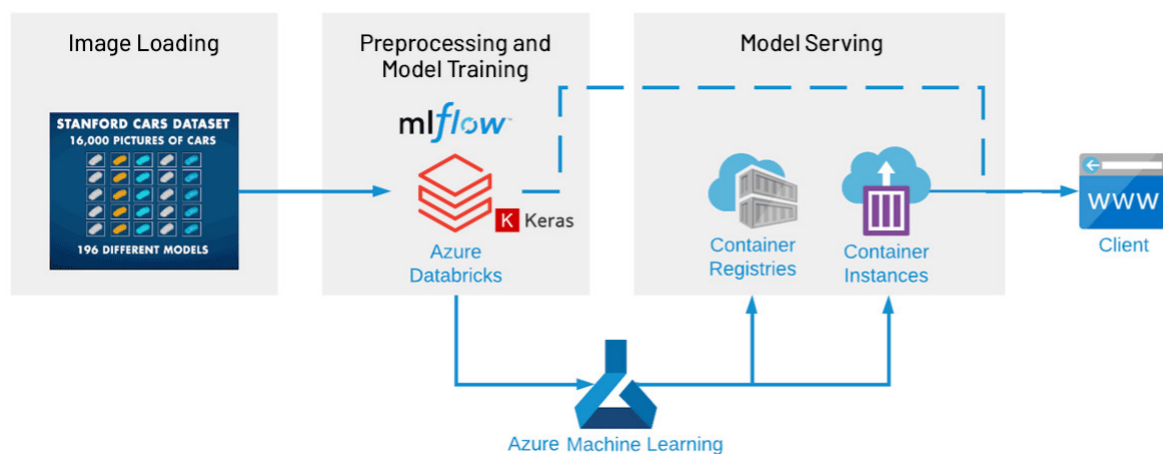 Image Loading
STANFORD CARS DATASET
16,000 PICTURES OF CARS
196 DIFFERENT MODELS
Preprocessing and
Model Training
mlflow™
K Keras
Azure
Databricks
Model Serving
Container
Registries
Container
Instances
www
Client
Azure Machine Learning